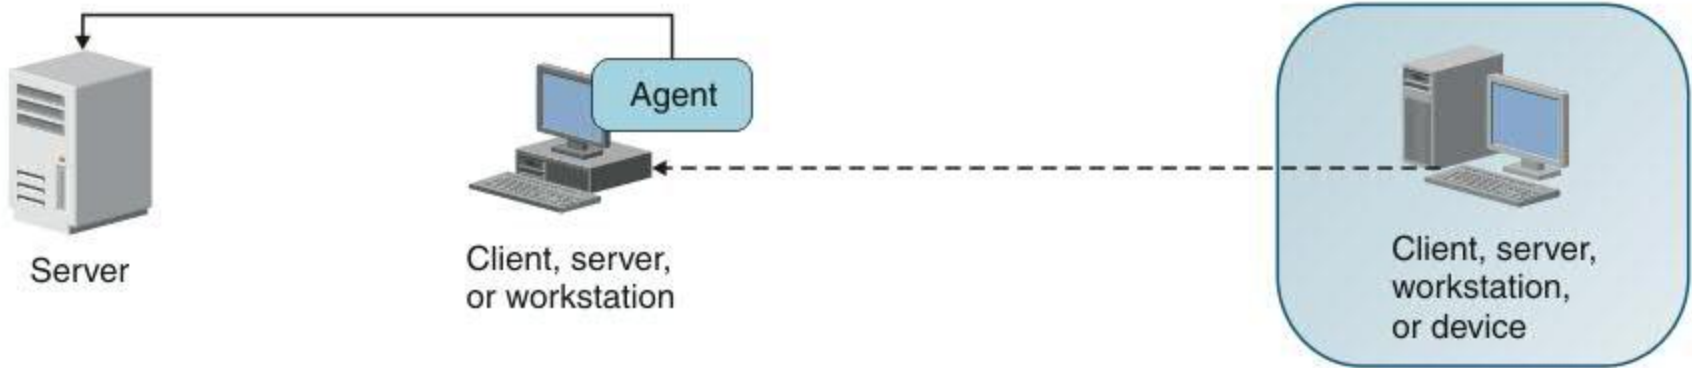 Agent
Server
Client, server,
or workstation
Client, server,
workstation,
or device